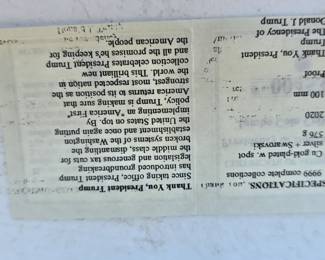 SPECIFICATIONS.
9999 complete collections
Cu gold-plated, w. spot
silver + Swarovski
576 g
2020
100 mm
Proof
Thank You, President
Trump
The Presidency of
Donald J. Trump
Thank You, President Trump
Since taking office, President Trump
has introduced groundbreaking
legislation and generous tax cuts for
the middle class, dismantling the
broken systems of the Washington
establishment and once again putting
the United States on top. By
implementing an "America First"
policy, Trump is making sure that
America returns to its position as the
strongest, most respected nation in
the world. This brilliant new
collection celebrates President Trump
and all the promises he's keeping for
the American people.